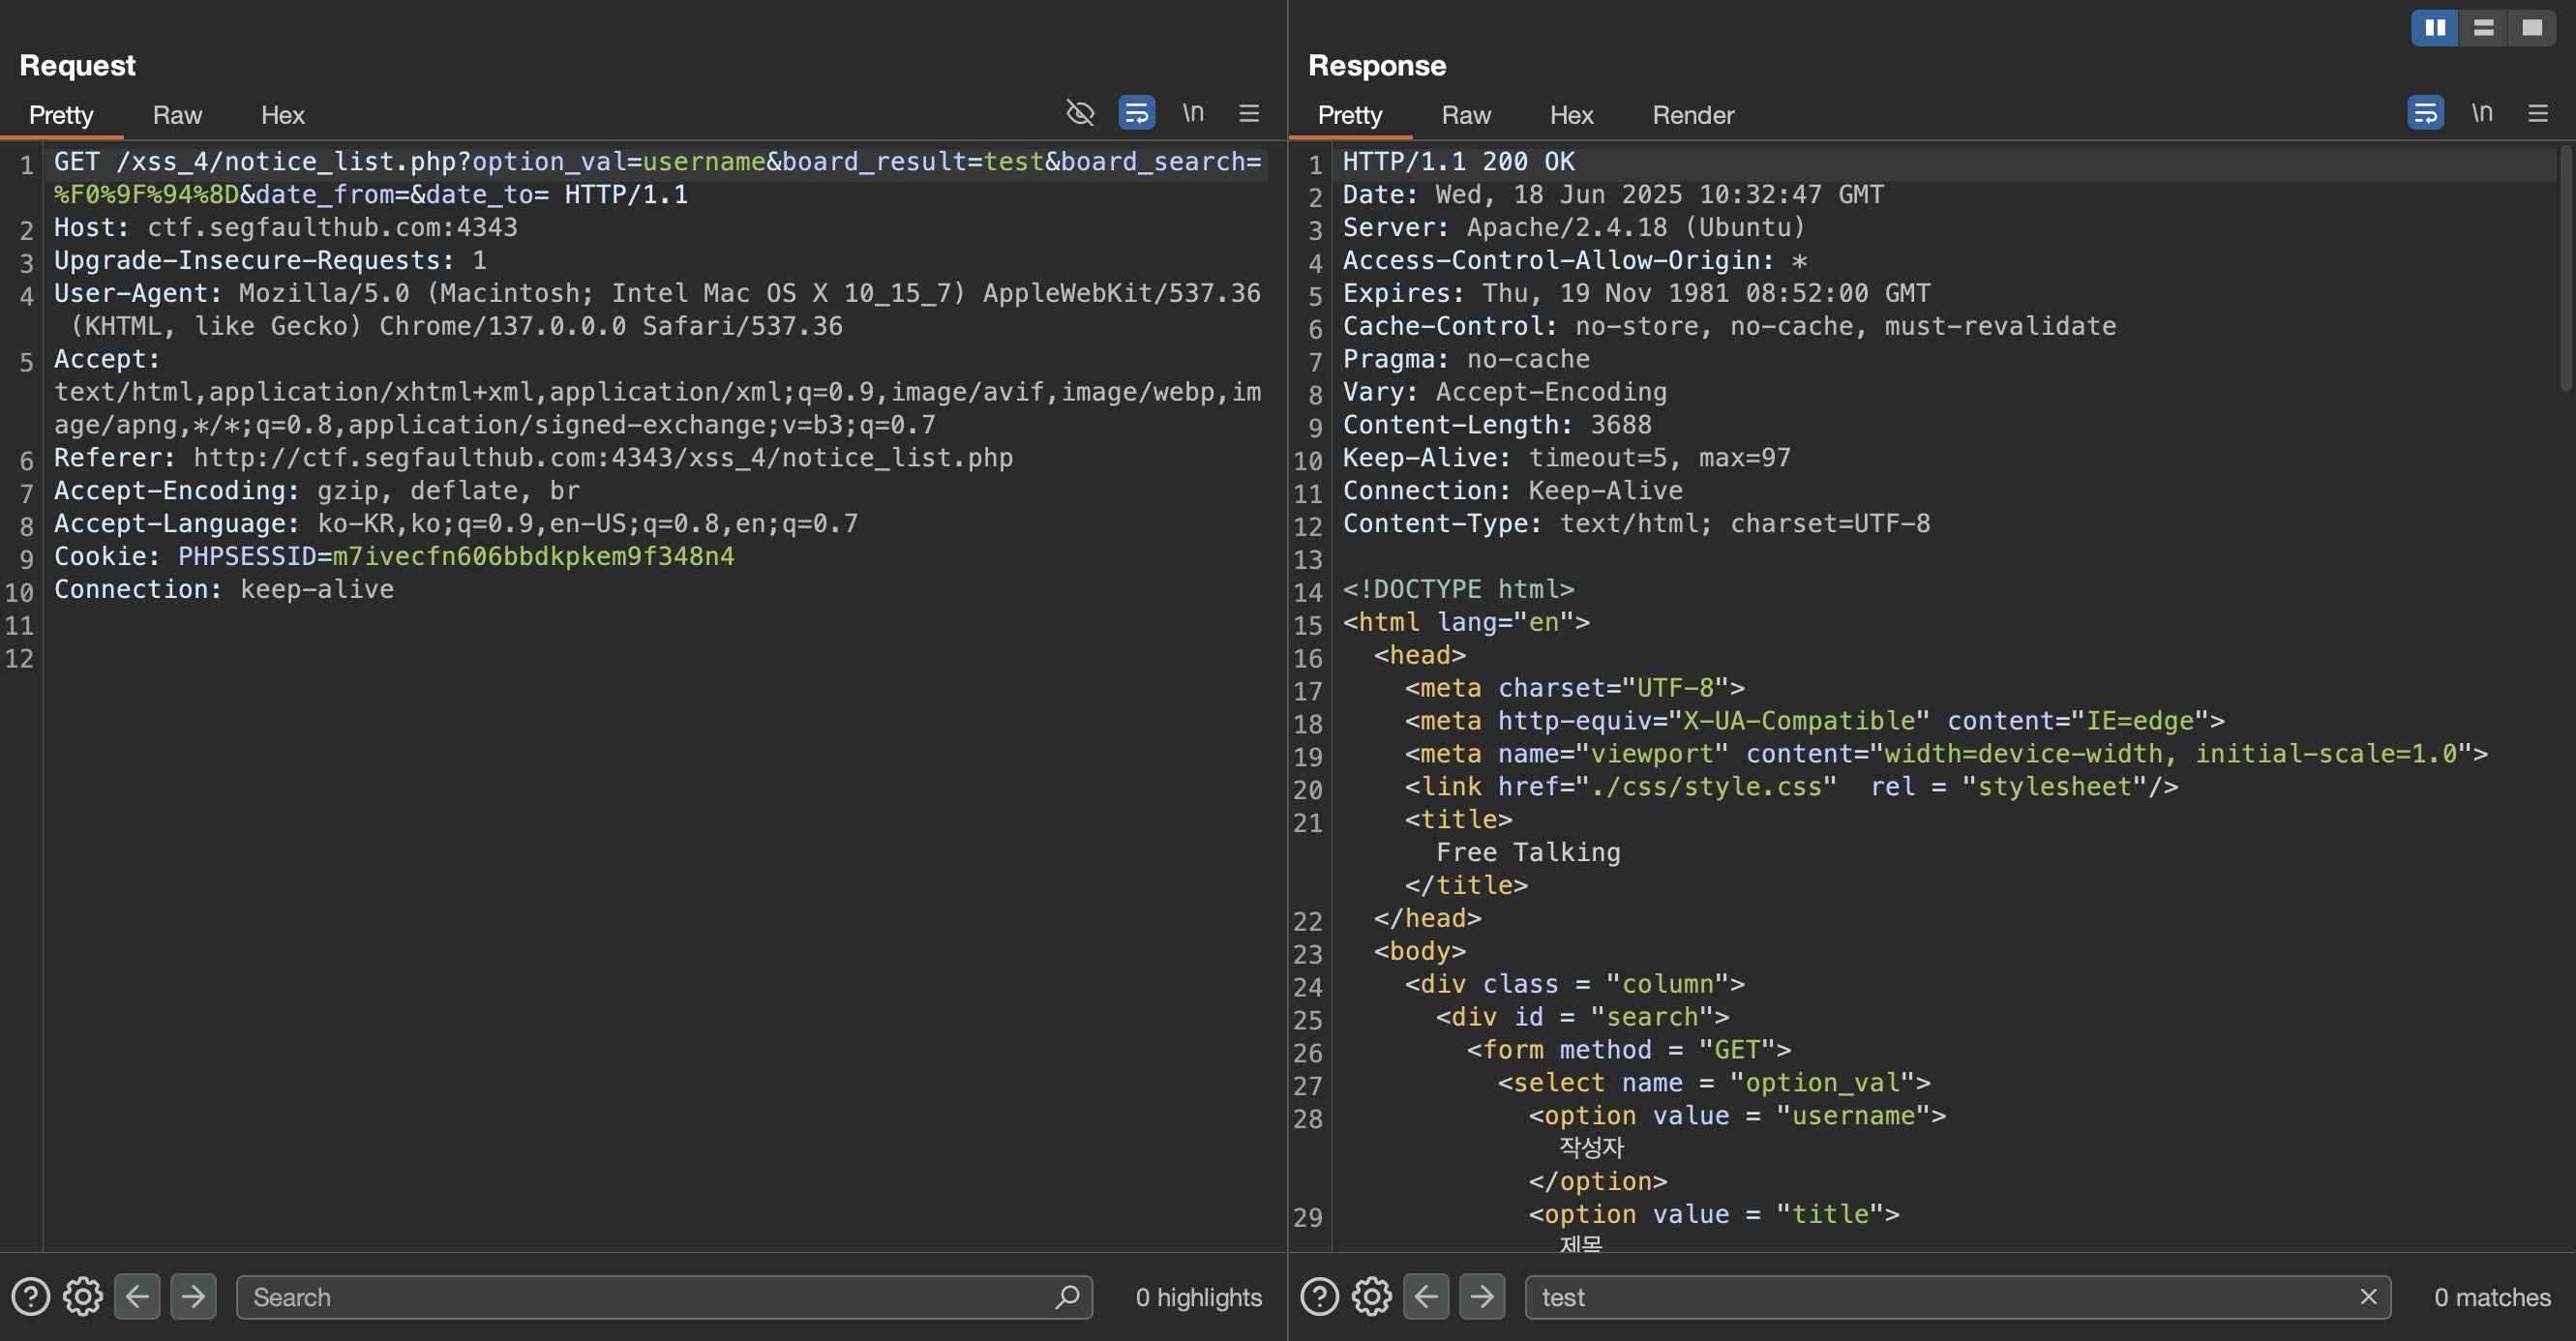 Request
Pretty Raw Hex \n
1 GET /xss_4/notice_list.php?option_val=username&board_result=test&board_search=
%F0%9F%94%8D&date_from=&date_to= HTTP/1.1
2 Host: ctf.segfaulthub.com:4343
3 Upgrade-Insecure-Requests: 1
4 User-Agent: Mozilla/5.0 (Macintosh; Intel Mac OS X 10_15_7) AppleWebKit/537.36
(KHTML, like Gecko) Chrome/137.0.0.0 Safari/537.36
5 Accept:
text/html,application/xhtml+xml,application/xml;q=0.9,image/avif,image/webp,im
age/apng,*/*;q=0.8,application/signed-exchange;v=b3;q=0.7
6 Referer: http://ctf.segfaulthub.com:4343/xss_4/notice_list.php
7 Accept-Encoding: gzip, deflate, br
8 Accept-Language: ko-KR,ko;q=0.9,en-US;q=0.8,en;q=0.7
9 Cookie: PHPSESSID=m7ivecfn606bbdkpkem9f348n4
10 Connection: keep-alive
11
12
Search
0 highlights
Response
Pretty Raw Hex Render \n
1 HTTP/1.1 200 OK
2 Date: Wed, 18 Jun 2025 10:32:47 GMT
3 Server: Apache/2.4.18 (Ubuntu)
4 Access-Control-Allow-Origin: *
5 Expires: Thu, 19 Nov 1981 08:52:00 GMT
6 Cache-Control: no-store, no-cache, must-revalidate
7 Pragma: no-cache
8 Vary: Accept-Encoding
9 Content-Length: 3688
10 Keep-Alive: timeout=5, max=97
11 Connection: Keep-Alive
12 Content-Type: text/html; charset=UTF-8
13
14 <!DOCTYPE html>
15 <html lang="en">
16 <head>
17 <meta charset="UTF-8">
18 <meta http-equiv="X-UA-Compatible" content="IE=edge">
19 <meta name="viewport" content="width=device-width, initial-scale=1.0">
20 <link href="./css/style.css"  rel = "stylesheet"/>
21 <title>
Free Talking
</title>
22 </head>
23 <body>
24 <div class = "column">
25 <div id = "search">
26 <form method = "GET">
27 <select name = "option_val">
28 <option value = "username">
작성자
</option>
29 <option value = "title">
제목
test
0 matches